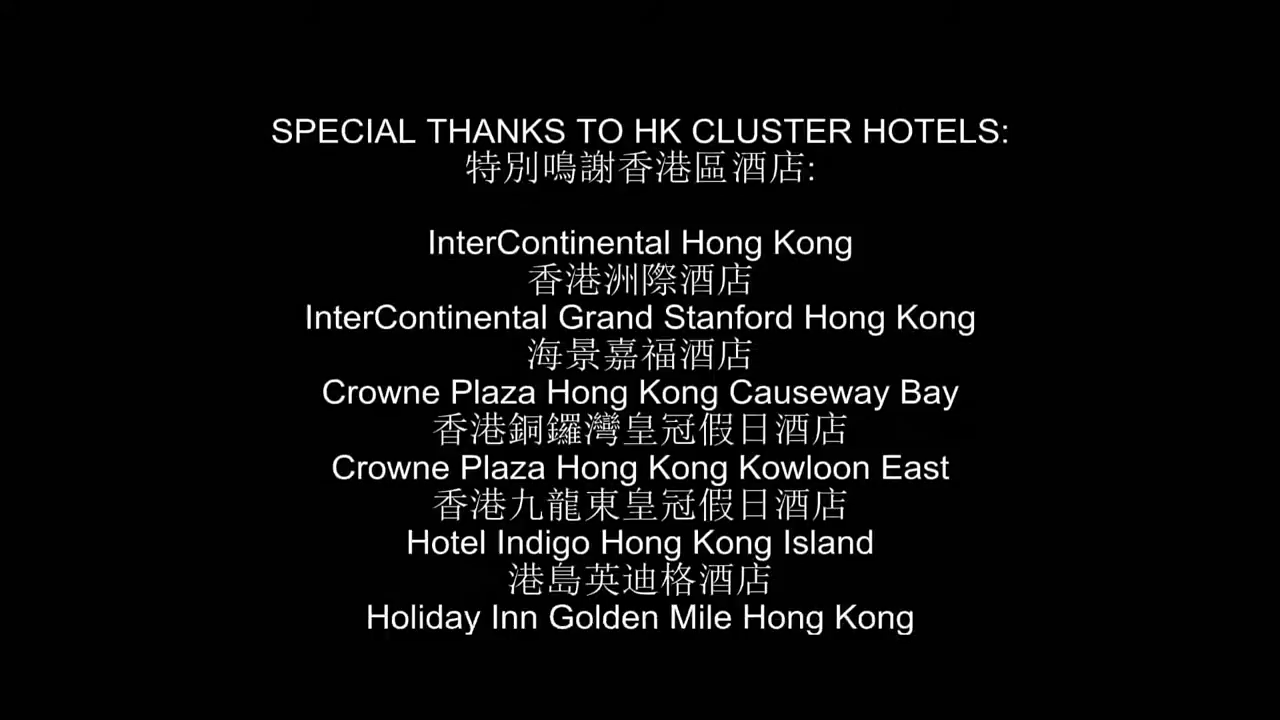 SPECIAL THANKS TO HK CLUSTER HOTELS:
特別鳴謝香港區酒店:
InterContinental Hong Kong
香港洲際酒店
InterContinental Grand Stanford Hong Kong
海景嘉福酒店
Crowne Plaza Hong Kong Causeway Bay
香港銅鑼灣皇冠假日酒店
Crowne Plaza Hong Kong Kowloon East
香港九龍東皇冠假日酒店
Hotel Indigo Hong Kong Island
港島英迪格酒店
Holiday Inn Golden Mile Hong Kong